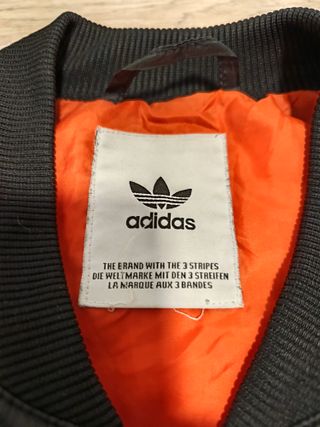 adidas
THE BRAND WITH THE 3 STRIPES
DIE WELTMARKE MIT DEN 3 STREIFEN
LA MARQUE AUX 3 BANDES